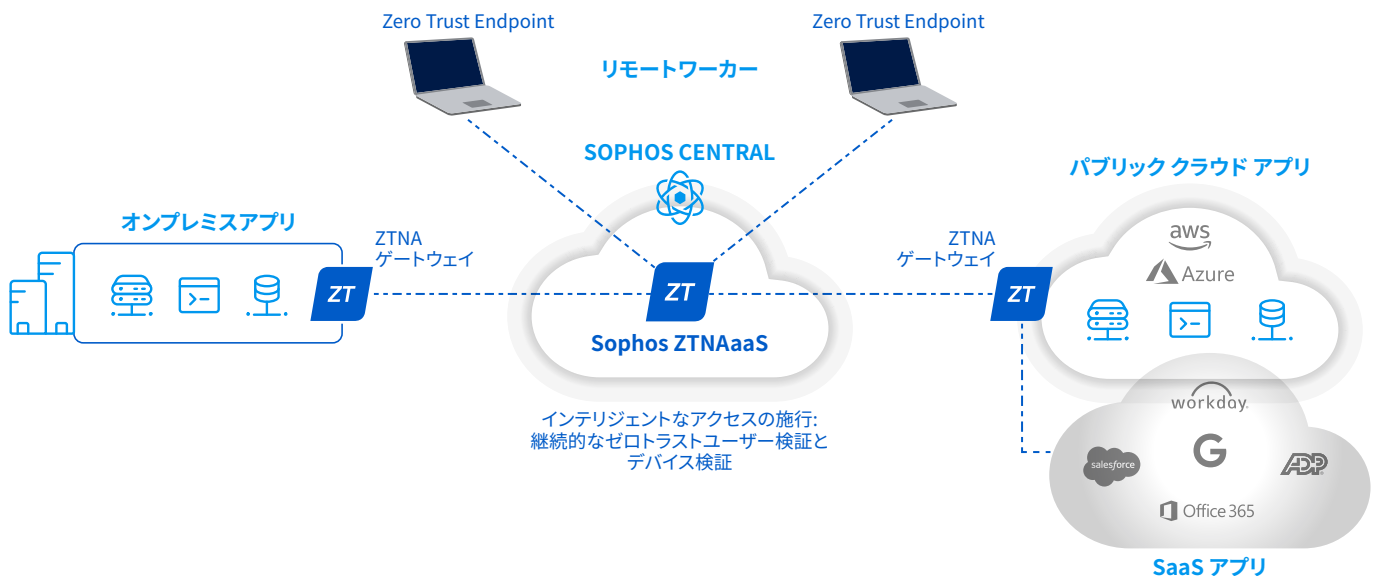 Zero Trust Endpoint
Zero Trust Endpoint
リモートワーカー
SOPHOS CENTRAL
パブリック クラウド アプリ
オンプレミスアプリ
ZTNA
ゲートウェイ
ZTNA
ゲートウェイ
aws
Azure
ZT
ZT
ZT
Sophos ZTNAaaS
インテリジェントなアクセスの施行:
継続的なゼロトラストユーザー検証と
デバイス検証
workday.
salesforce
G
ADP
Office 365
SaaS アプリ